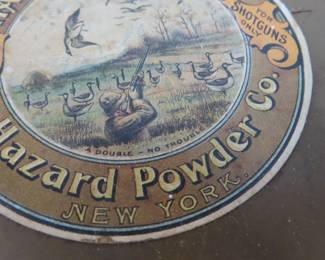 FOR
SHOTGUNS
ONLY
A DOUBLE - NO TROUBLE
Hazard Powder Co.
NEW YORK.